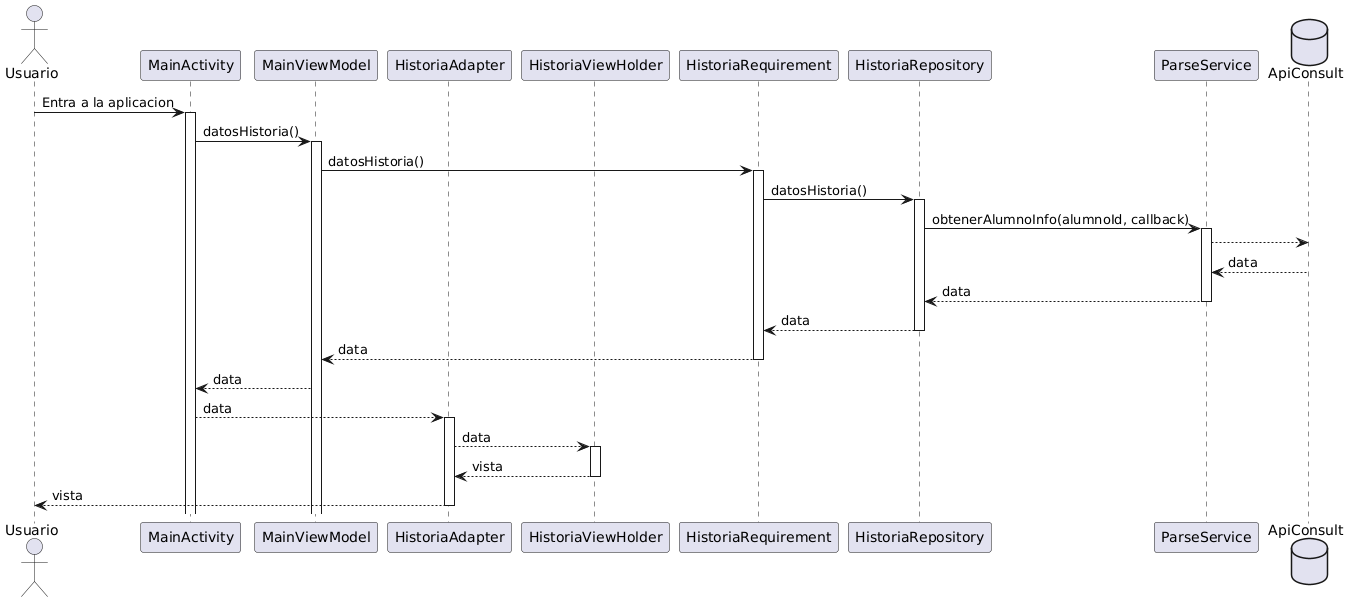 Usuario
MainActivity
MainViewModel
HistoriaAdapter
HistoriaViewHolder
HistoriaRequirement
HistoriaRepository
ParseService
ApiConsult
Entra a la aplicacion
datosHistoria()
datosHistoria()
datosHistoria()
obtenerAlumnoInfo(alumnoId, callback)
data
data
data
data
data
data
data
vista
vista
Usuario
MainActivity
MainViewModel
HistoriaAdapter
HistoriaViewHolder
HistoriaRequirement
HistoriaRepository
ParseService
ApiConsult